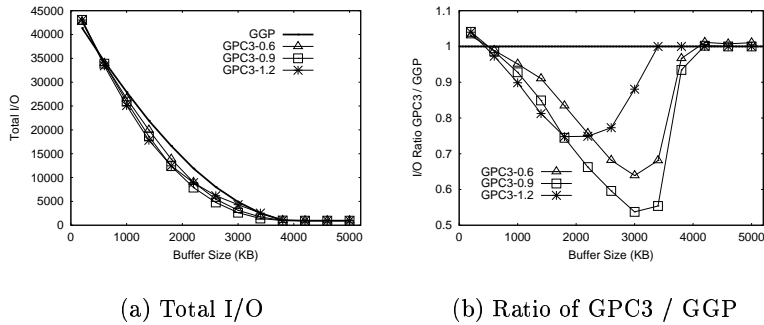 Total I/O
45000
40000
35000
30000
25000
20000
15000
10000
5000
0
GGP
GPC3-0.6
GPC3-0.9
GPC3-1.2
0 1000 2000 3000 4000 5000
Buffer Size (KB)
(a) Total I/O
I/O Ratio GPC3 / GGP
1.1
1
0.9
0.8
0.7
0.6
0.5
GPC3-0.6
GPC3-0.9
GPC3-1.2
0 1000 2000 3000 4000 5000
Buffer Size (KB)
(b) Ratio of GPC3 / GGP